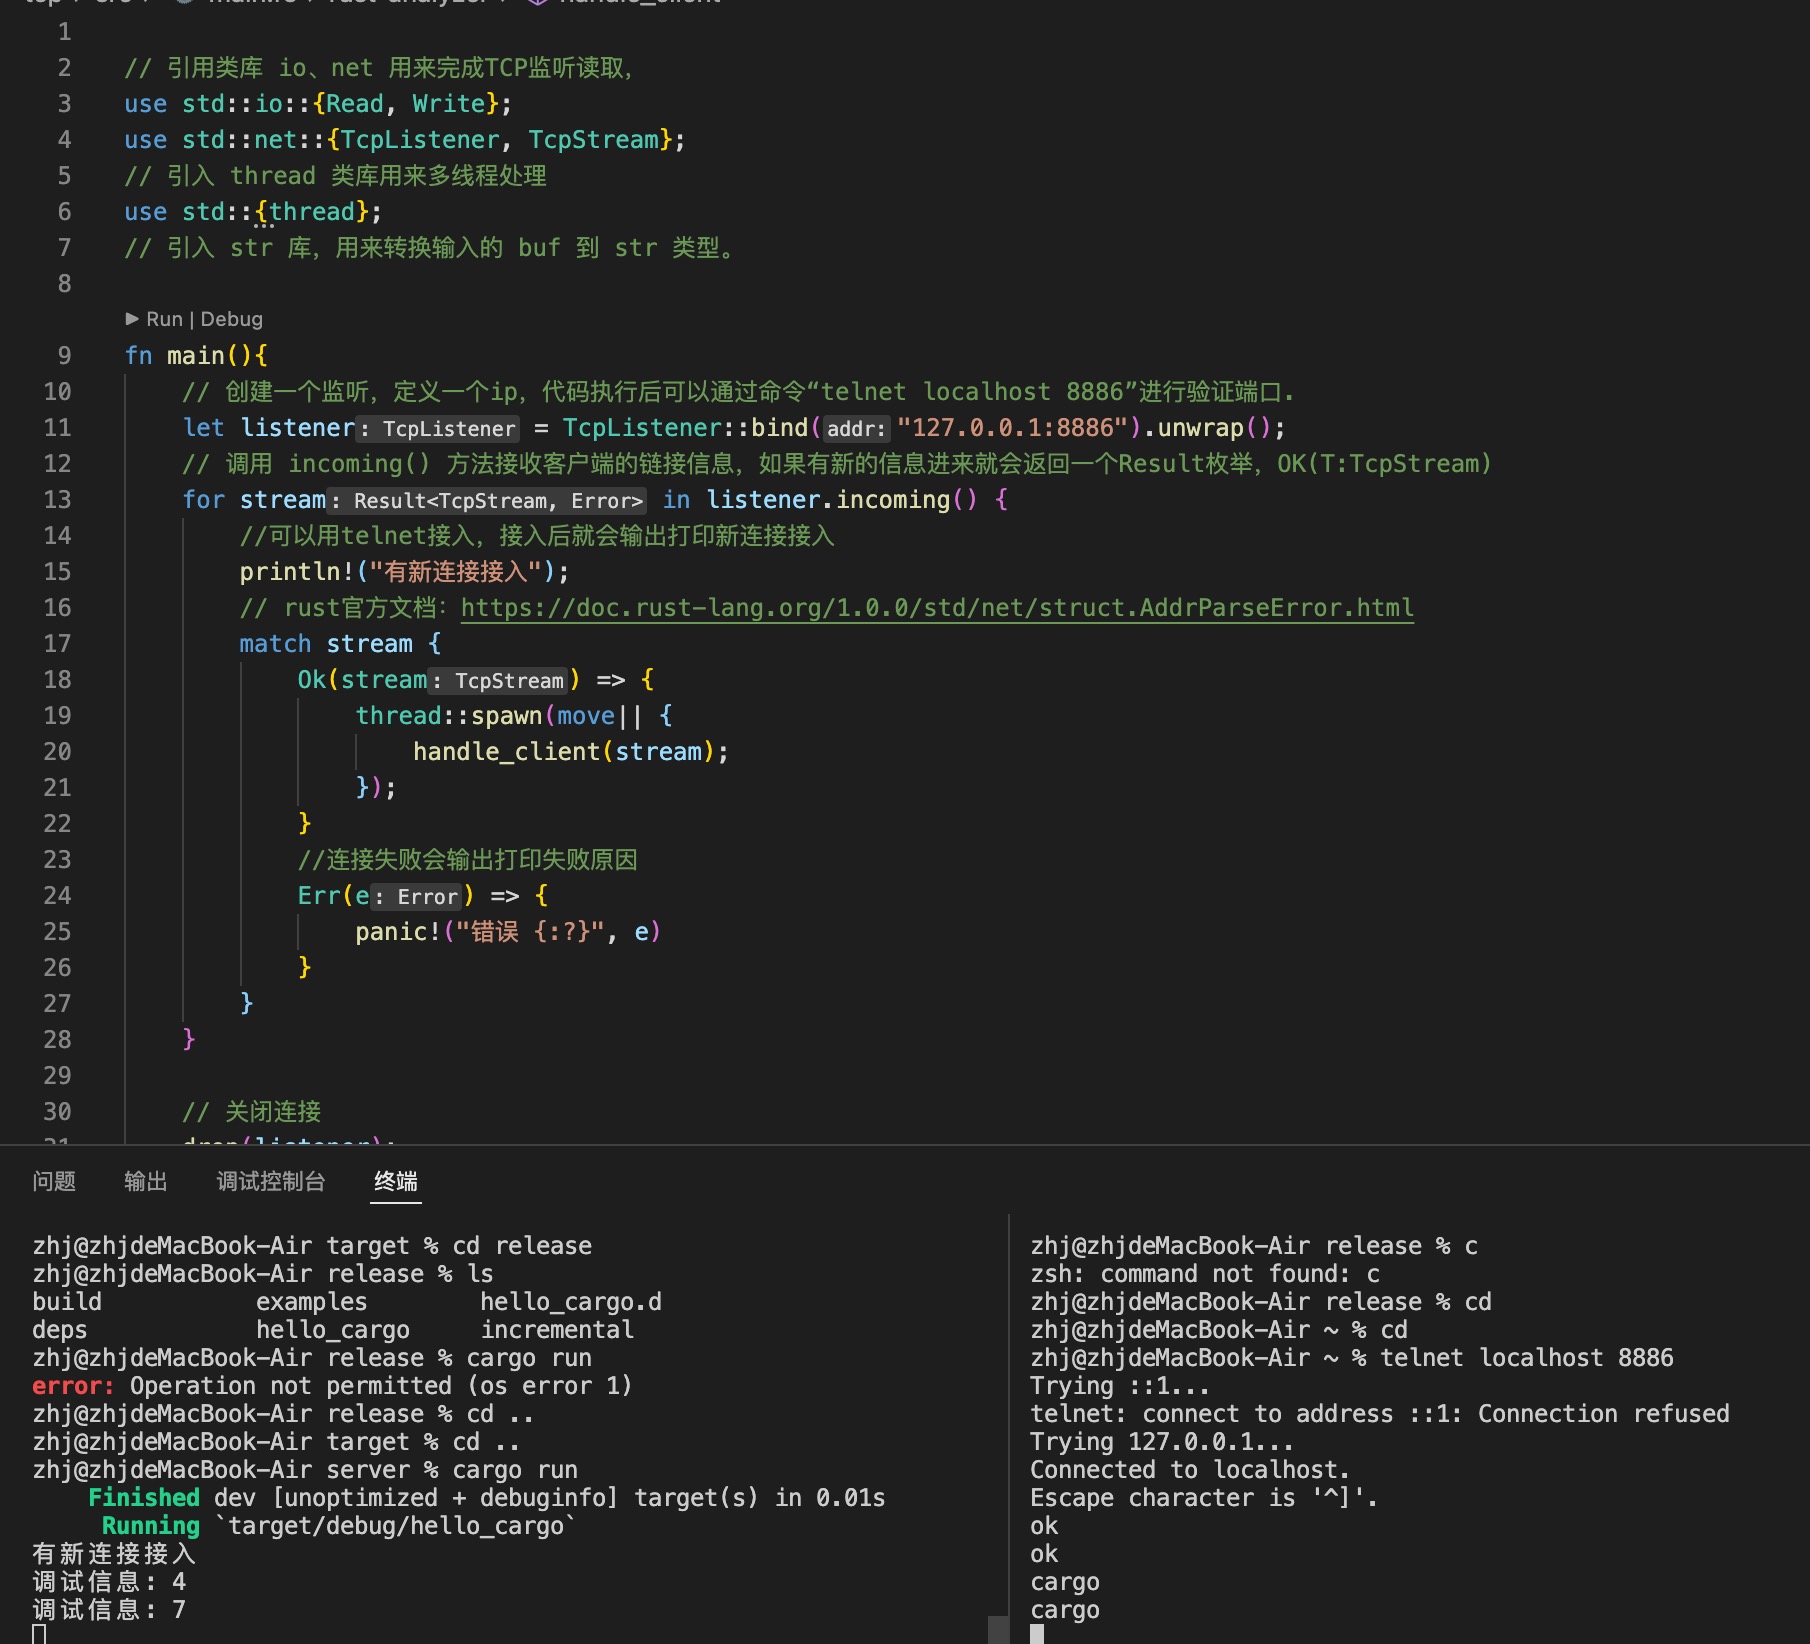 1
2 // 引用类库 io、net 用来完成TCP监听读取,
3 use std::io::{Read, Write};
4 use std::net::{TcpListener, TcpStream};
5 // 引入 thread 类库用来多线程处理
6 use std::{thread};
7 // 引入 str 库, 用来转换输入的 buf 到 str 类型。
8
▶ Run | Debug
9 fn main(){
10 // 创建一个监听, 定义一个ip, 代码执行后可以通过命令“telnet localhost 8886”进行验证端口.
11 let listener: TcpListener = TcpListener::bind(addr: "127.0.0.1:8886").unwrap();
12 // 调用 incoming() 方法接收客户端的链接信息, 如果有新的信息进来就会返回一个Result枚举, OK(T:TcpStream)
13 for stream: Result<TcpStream, Error> in listener.incoming() {
14 //可以用telnet接入, 接入后就会输出打印新连接接入
15 println!("有新连接接入");
16 // rust官方文档: https://doc.rust-lang.org/1.0.0/std/net/struct.AddrParseError.html
17 match stream {
18 Ok(stream: TcpStream) => {
19 thread::spawn(move|| {
20 handle_client(stream);
21 });
22 }
23 //连接失败会输出打印失败原因
24 Err(e: Error) => {
25 panic!("错误 {:?}", e)
26 }
27 }
28 }
29
30 // 关闭连接
31 drop(listener);
问题 输出 调试控制台 终端
zhj@zhjdeMacBook-Air target % cd release
zhj@zhjdeMacBook-Air release % ls
build examples hello_cargo.d
deps hello_cargo incremental
zhj@zhjdeMacBook-Air release % cargo run
error: Operation not permitted (os error 1)
zhj@zhjdeMacBook-Air release % cd ..
zhj@zhjdeMacBook-Air target % cd ..
zhj@zhjdeMacBook-Air server % cargo run
Finished dev [unoptimized + debuginfo] target(s) in 0.01s
Running `target/debug/hello_cargo`
有新连接接入
调试信息: 4
调试信息: 7
zhj@zhjdeMacBook-Air release % c
zsh: command not found: c
zhj@zhjdeMacBook-Air release % cd
zhj@zhjdeMacBook-Air ~ % cd
zhj@zhjdeMacBook-Air ~ % telnet localhost 8886
Trying ::1...
telnet: connect to address ::1: Connection refused
Trying 127.0.0.1...
Connected to localhost.
Escape character is '^]'.
ok
ok
cargo
cargo